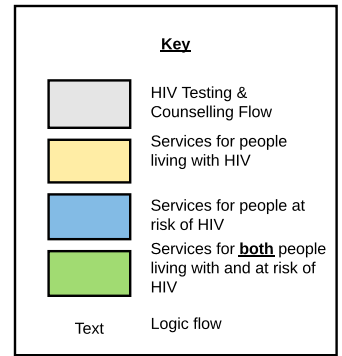 Key
HIV Testing &
Counselling Flow
Services for people
living with HIV
Services for people at
risk of HIV
Services for both people
living with and at risk of
HIV
Text
Logic flow